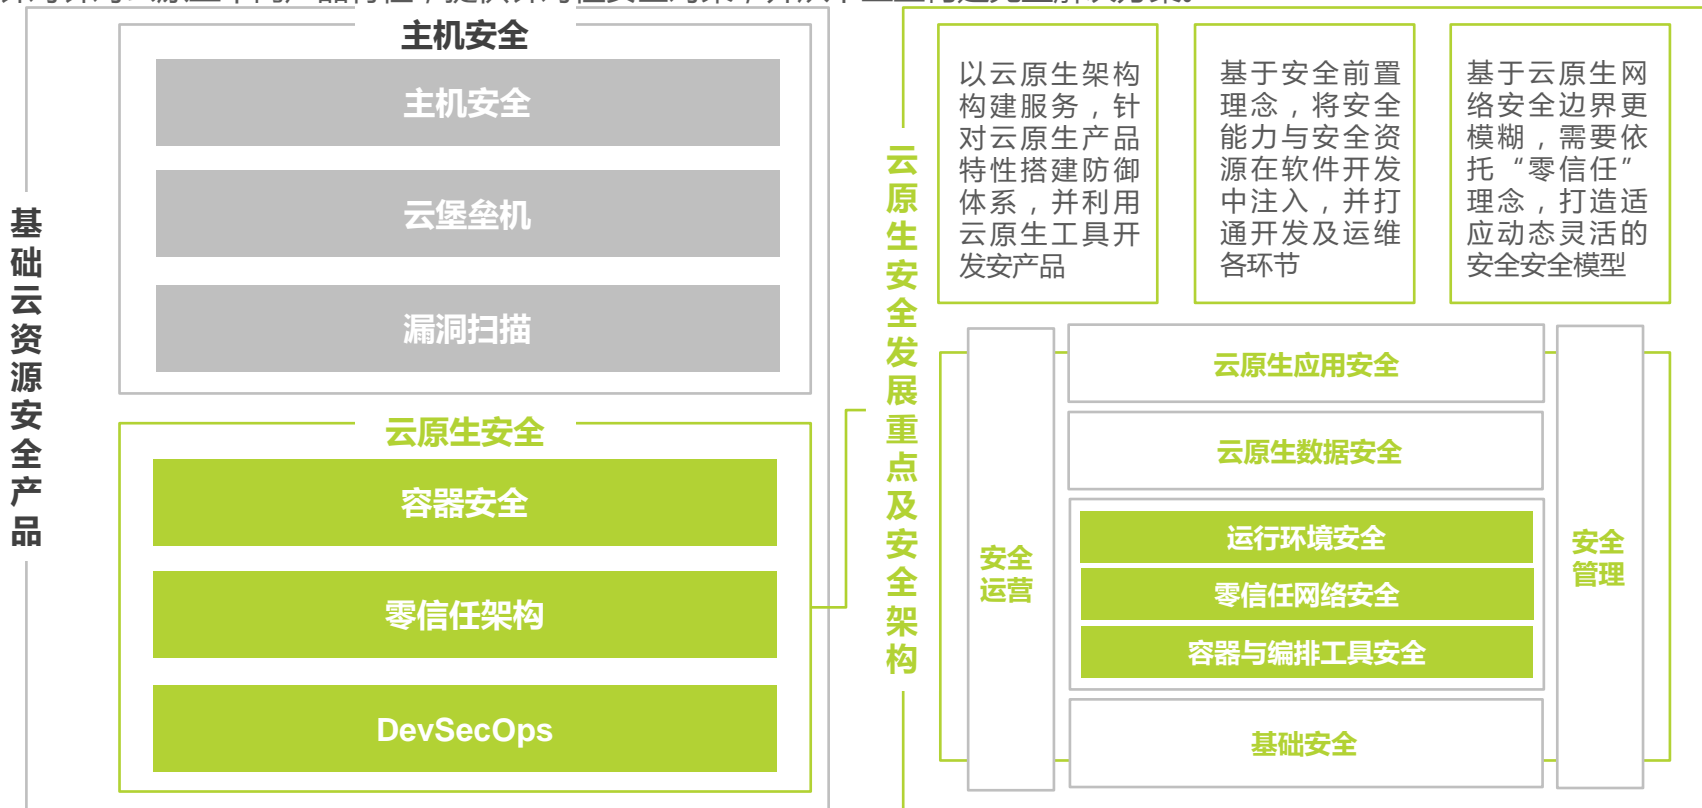 基础云资源安全产品
主机安全
主机安全
云堡垒机
漏洞扫描
云原生安全
容器安全
零信任架构
DevSecOps
云原生安全发展重点及安全架构
以云原生架构
构建服务，针
对云原生产品
特性搭建防御
体系，并利用
云原生工具开
发安产品
基于安全前置
理念，将安全
能力与安全资
源在软件开发
中注入，并打
通开发及运维
各环节
基于云原生网
络安全边界更
模糊，需要依
托“零信任”
理念，打造适
应动态灵活的
安全安全模型
安全
运营
云原生应用安全
云原生数据安全
运行环境安全
零信任网络安全
容器与编排工具安全
基础安全
安全
管理